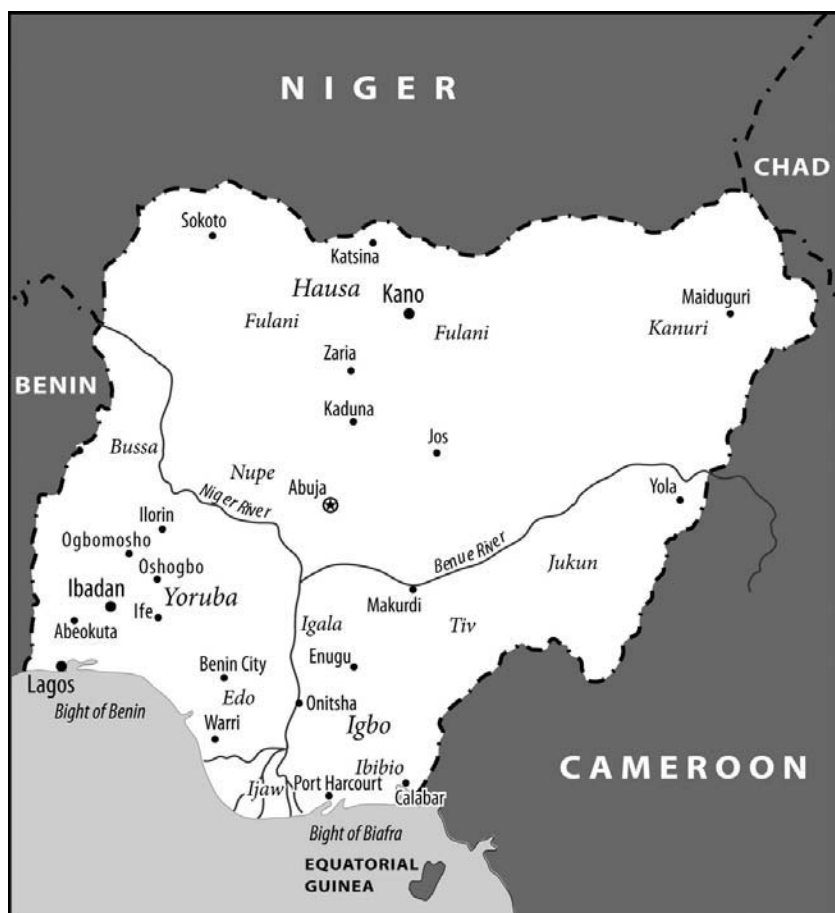 NIGER
CHAD
Sokoto
Katsina
Hausa
Kano
Maiduguri
Fulani
Fulani
Kanuri
Zaria
BENIN
Kaduna
Jos
Bussa
Nupe
Abuja
Yola
Niger River
Ilorin
Ogbomosho
Benue River
Oshogbo
Jukun
Ibadan
Yoruba
Makurdi
Ife
Igala
Tiv
Abeokuta
Enugu
Benin City
Lagos
Edo
Onitsha
Bight of Benin
Warri
Igbo
CAMEROON
Ibibio
Ijaw
Port Harcourt
Calabar
Bight of Biafra
EQUATORIAL
GUINEA